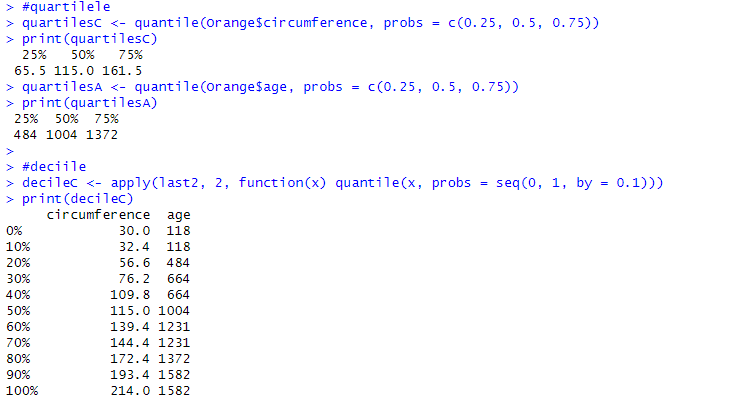 > #quartilele
> quartilesC <- quantile(Orange$circumference, probs = c(0.25, 0.5, 0.75))
> print(quartilesC)
  25%   50%   75%
 65.5 115.0 161.5
> quartilesA <- quantile(Orange$age, probs = c(0.25, 0.5, 0.75))
> print(quartilesA)
 25%  50%  75%
 484 1004 1372
>
> #deciile
> decileC <- apply(last2, 2, function(x) quantile(x, probs = seq(0, 1, by = 0.1)))
> print(decileC)
     circumference  age
0%            30.0  118
10%           32.4  118
20%           56.6  484
30%           76.2  664
40%          109.8  664
50%          115.0 1004
60%          139.4 1231
70%          144.4 1231
80%          172.4 1372
90%          193.4 1582
100%         214.0 1582